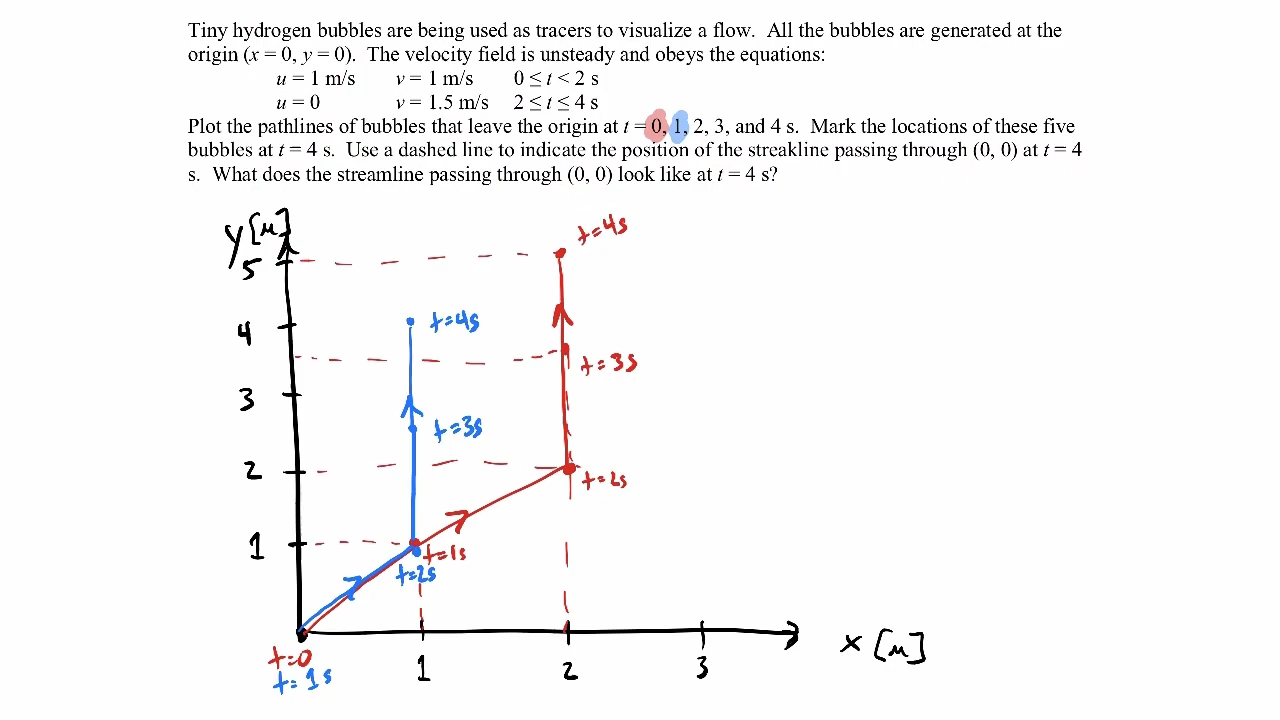 Tiny hydrogen bubbles are being used as tracers to visualize a flow.  All the bubbles are generated at the
origin (x = 0, y = 0).  The velocity field is unsteady and obeys the equations:
u = 1 m/s v = 1 m/s 0 ≤ t < 2 s
u = 0 v = 1.5 m/s 2 ≤ t ≤ 4 s
Plot the pathlines of bubbles that leave the origin at t = 0, 1, 2, 3, and 4 s.  Mark the locations of these five
bubbles at t = 4 s.  Use a dashed line to indicate the position of the streakline passing through (0, 0) at t = 4
s.  What does the streamline passing through (0, 0) look like at t = 4 s?
y [m]
t=4s
5
4
t=4s
t=3s
3
t=3s
2
t=2s
1
t=1s
t=2s
t=0
t=1s
1
2
3
x [m]